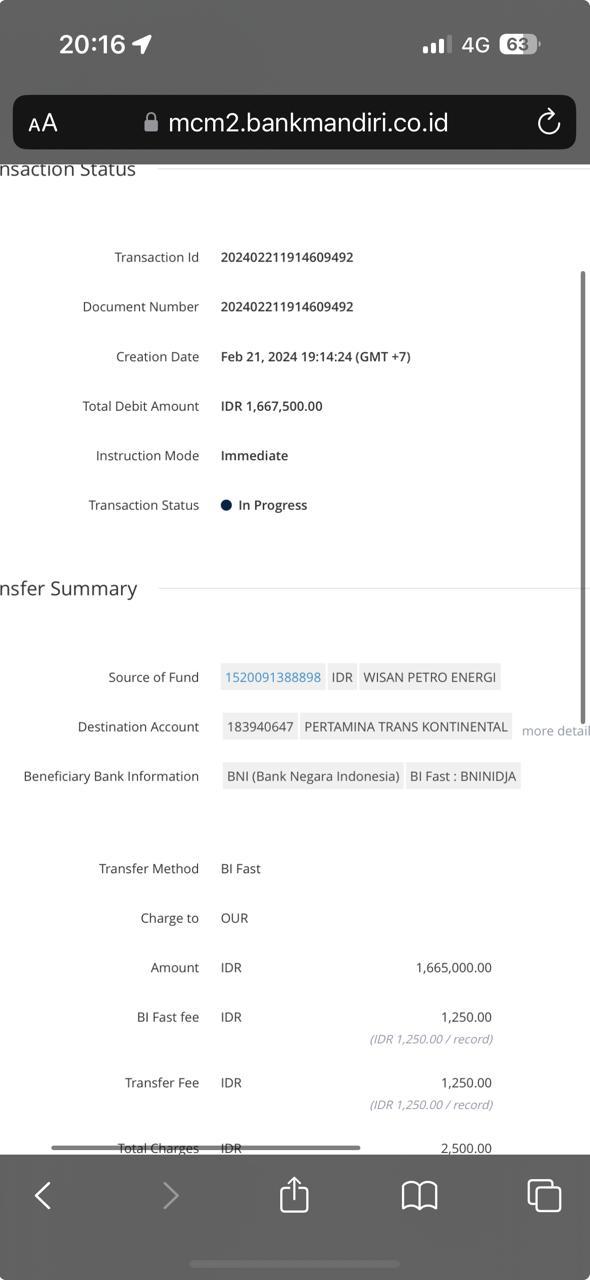 20:16 4G 63
AA mcm2.bankmandiri.co.id
nsaction Status
Transaction Id 202402211914609492
Document Number 202402211914609492
Creation Date Feb 21, 2024 19:14:24 (GMT +7)
Total Debit Amount IDR 1,667,500.00
Instruction Mode Immediate
Transaction Status In Progress
nsfer Summary
Source of Fund 1520091388898 IDR WISAN PETRO ENERGI
Destination Account 183940647 PERTAMINA TRANS KONTINENTAL more detail
Beneficiary Bank Information BNI (Bank Negara Indonesia) BI Fast : BNINIDJA
Transfer Method BI Fast
Charge to OUR
Amount IDR 1,665,000.00
BI Fast fee IDR 1,250.00
(IDR 1,250.00 / record)
Transfer Fee IDR 1,250.00
(IDR 1,250.00 / record)
Total Charges IDR 2,500.00